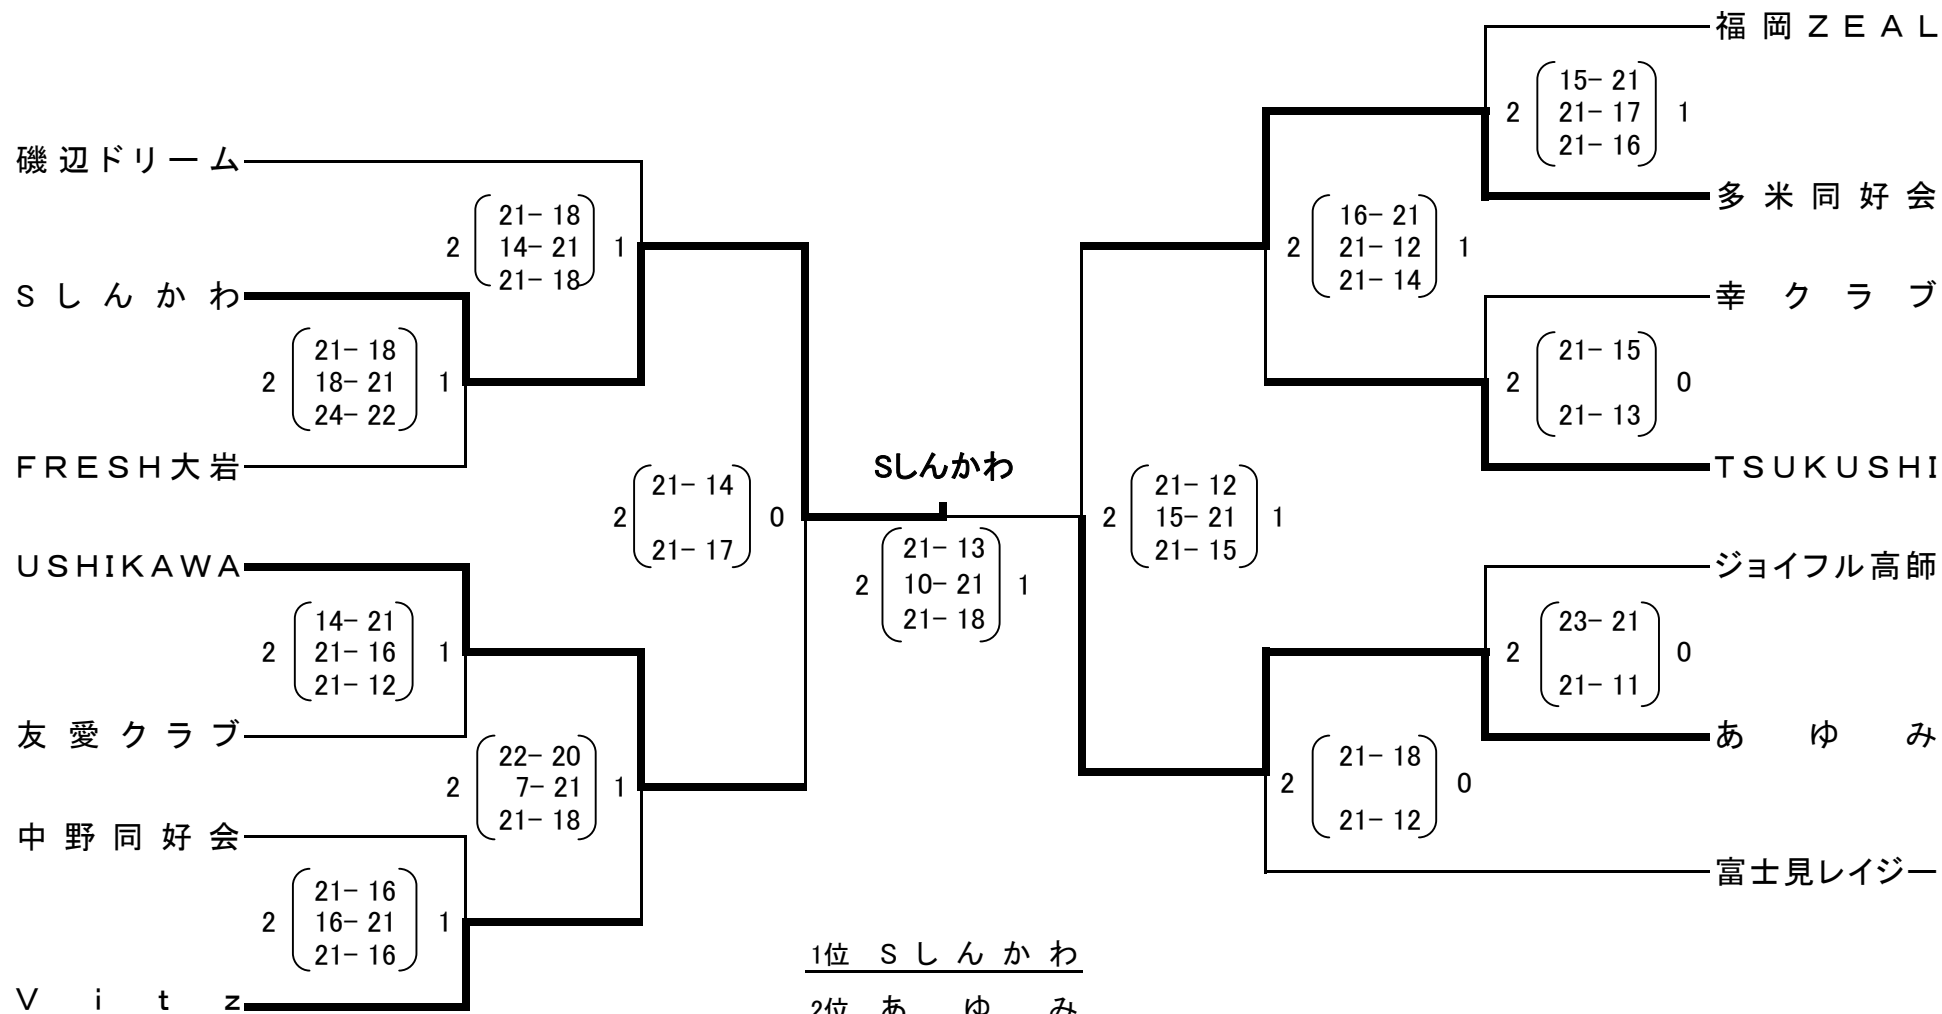 福岡ZEAL
15- 21
2 21- 17 1
21- 16
磯辺ドリーム
多米同好会
21- 18
2 14- 21 1
21- 18
16- 21
2 21- 12 1
21- 14
Sしんかわ
幸クラブ
21- 18
2 18- 21 1
24- 22
21- 15
2 0
21- 13
FRESH大岩
Sしんかわ
TSUKUSHI
21- 14
2 0
21- 17
21- 12
2 15- 21 1
21- 15
21- 13
2 10- 21 1
21- 18
USHIKAWA
ジョイフル高師
14- 21
2 21- 16 1
21- 12
23- 21
2 0
21- 11
友愛クラブ
あゆみ
22- 20
2 7- 21 1
21- 18
21- 18
2 0
21- 12
中野同好会
富士見レイジー
21- 16
2 16- 21 1
21- 16
Vitz
1位 Sしんかわ
2位 あゆみ